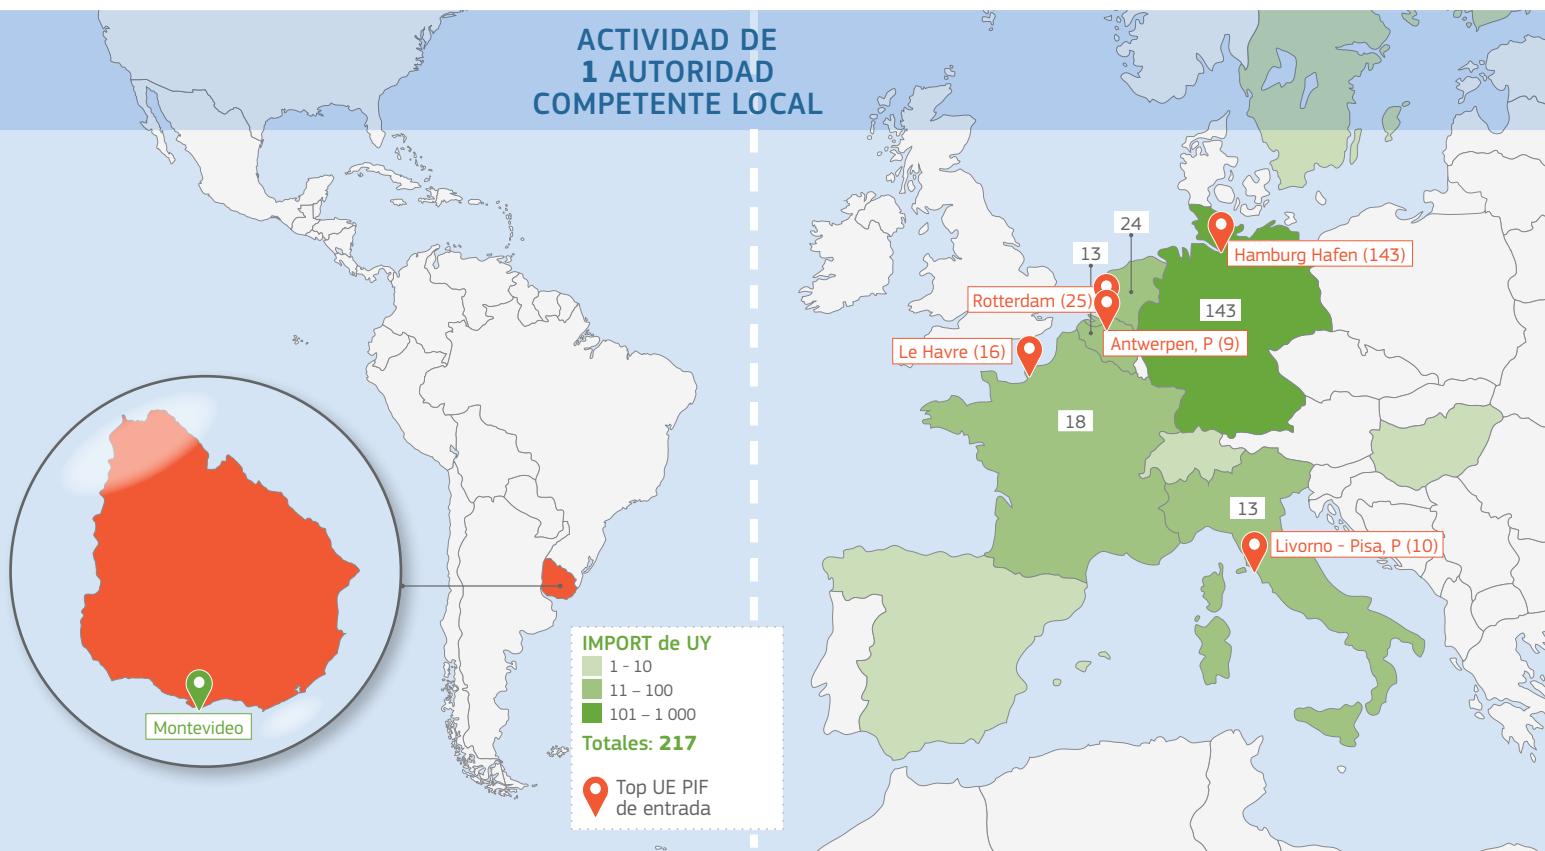 ACTIVIDAD DE
1 AUTORIDAD
COMPETENTE LOCAL
24
13
Hamburg Hafen (143)
Rotterdam (25)
143
Antwerpen, P (9)
Le Havre (16)
18
13
Livorno - Pisa, P (10)
Montevideo
IMPORT de UY
1 - 10
11 – 100
101 – 1 000
Totales: 217
Top UE PIF
de entrada